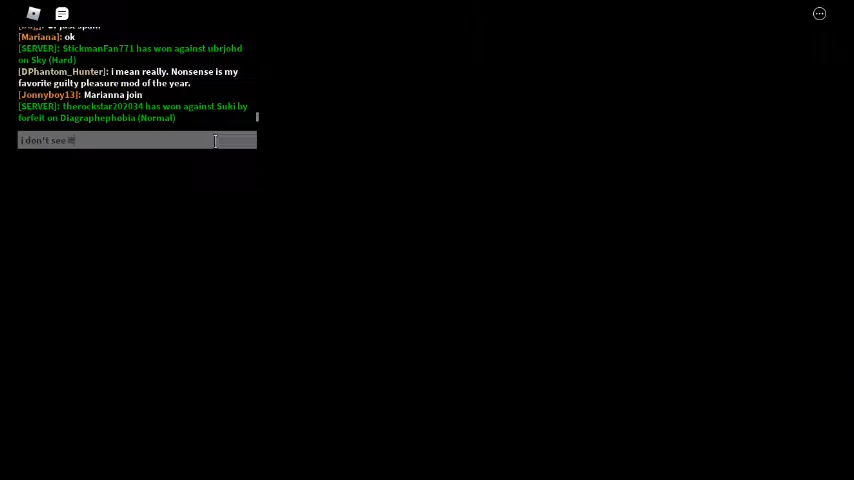 [Mariana]: ok
[SERVER]: StickmanFan771 has won against ubrjohd
on Sky (Hard)
[DPhantom_Hunter]: i mean really. Nonsense is my
favorite guilty pleasure mod of the year.
[Jonnyboy13]: Marianna join
[SERVER]: therockstar202034 has won against Suki by
forfeit on Diagraphephobia (Normal)
i don't see